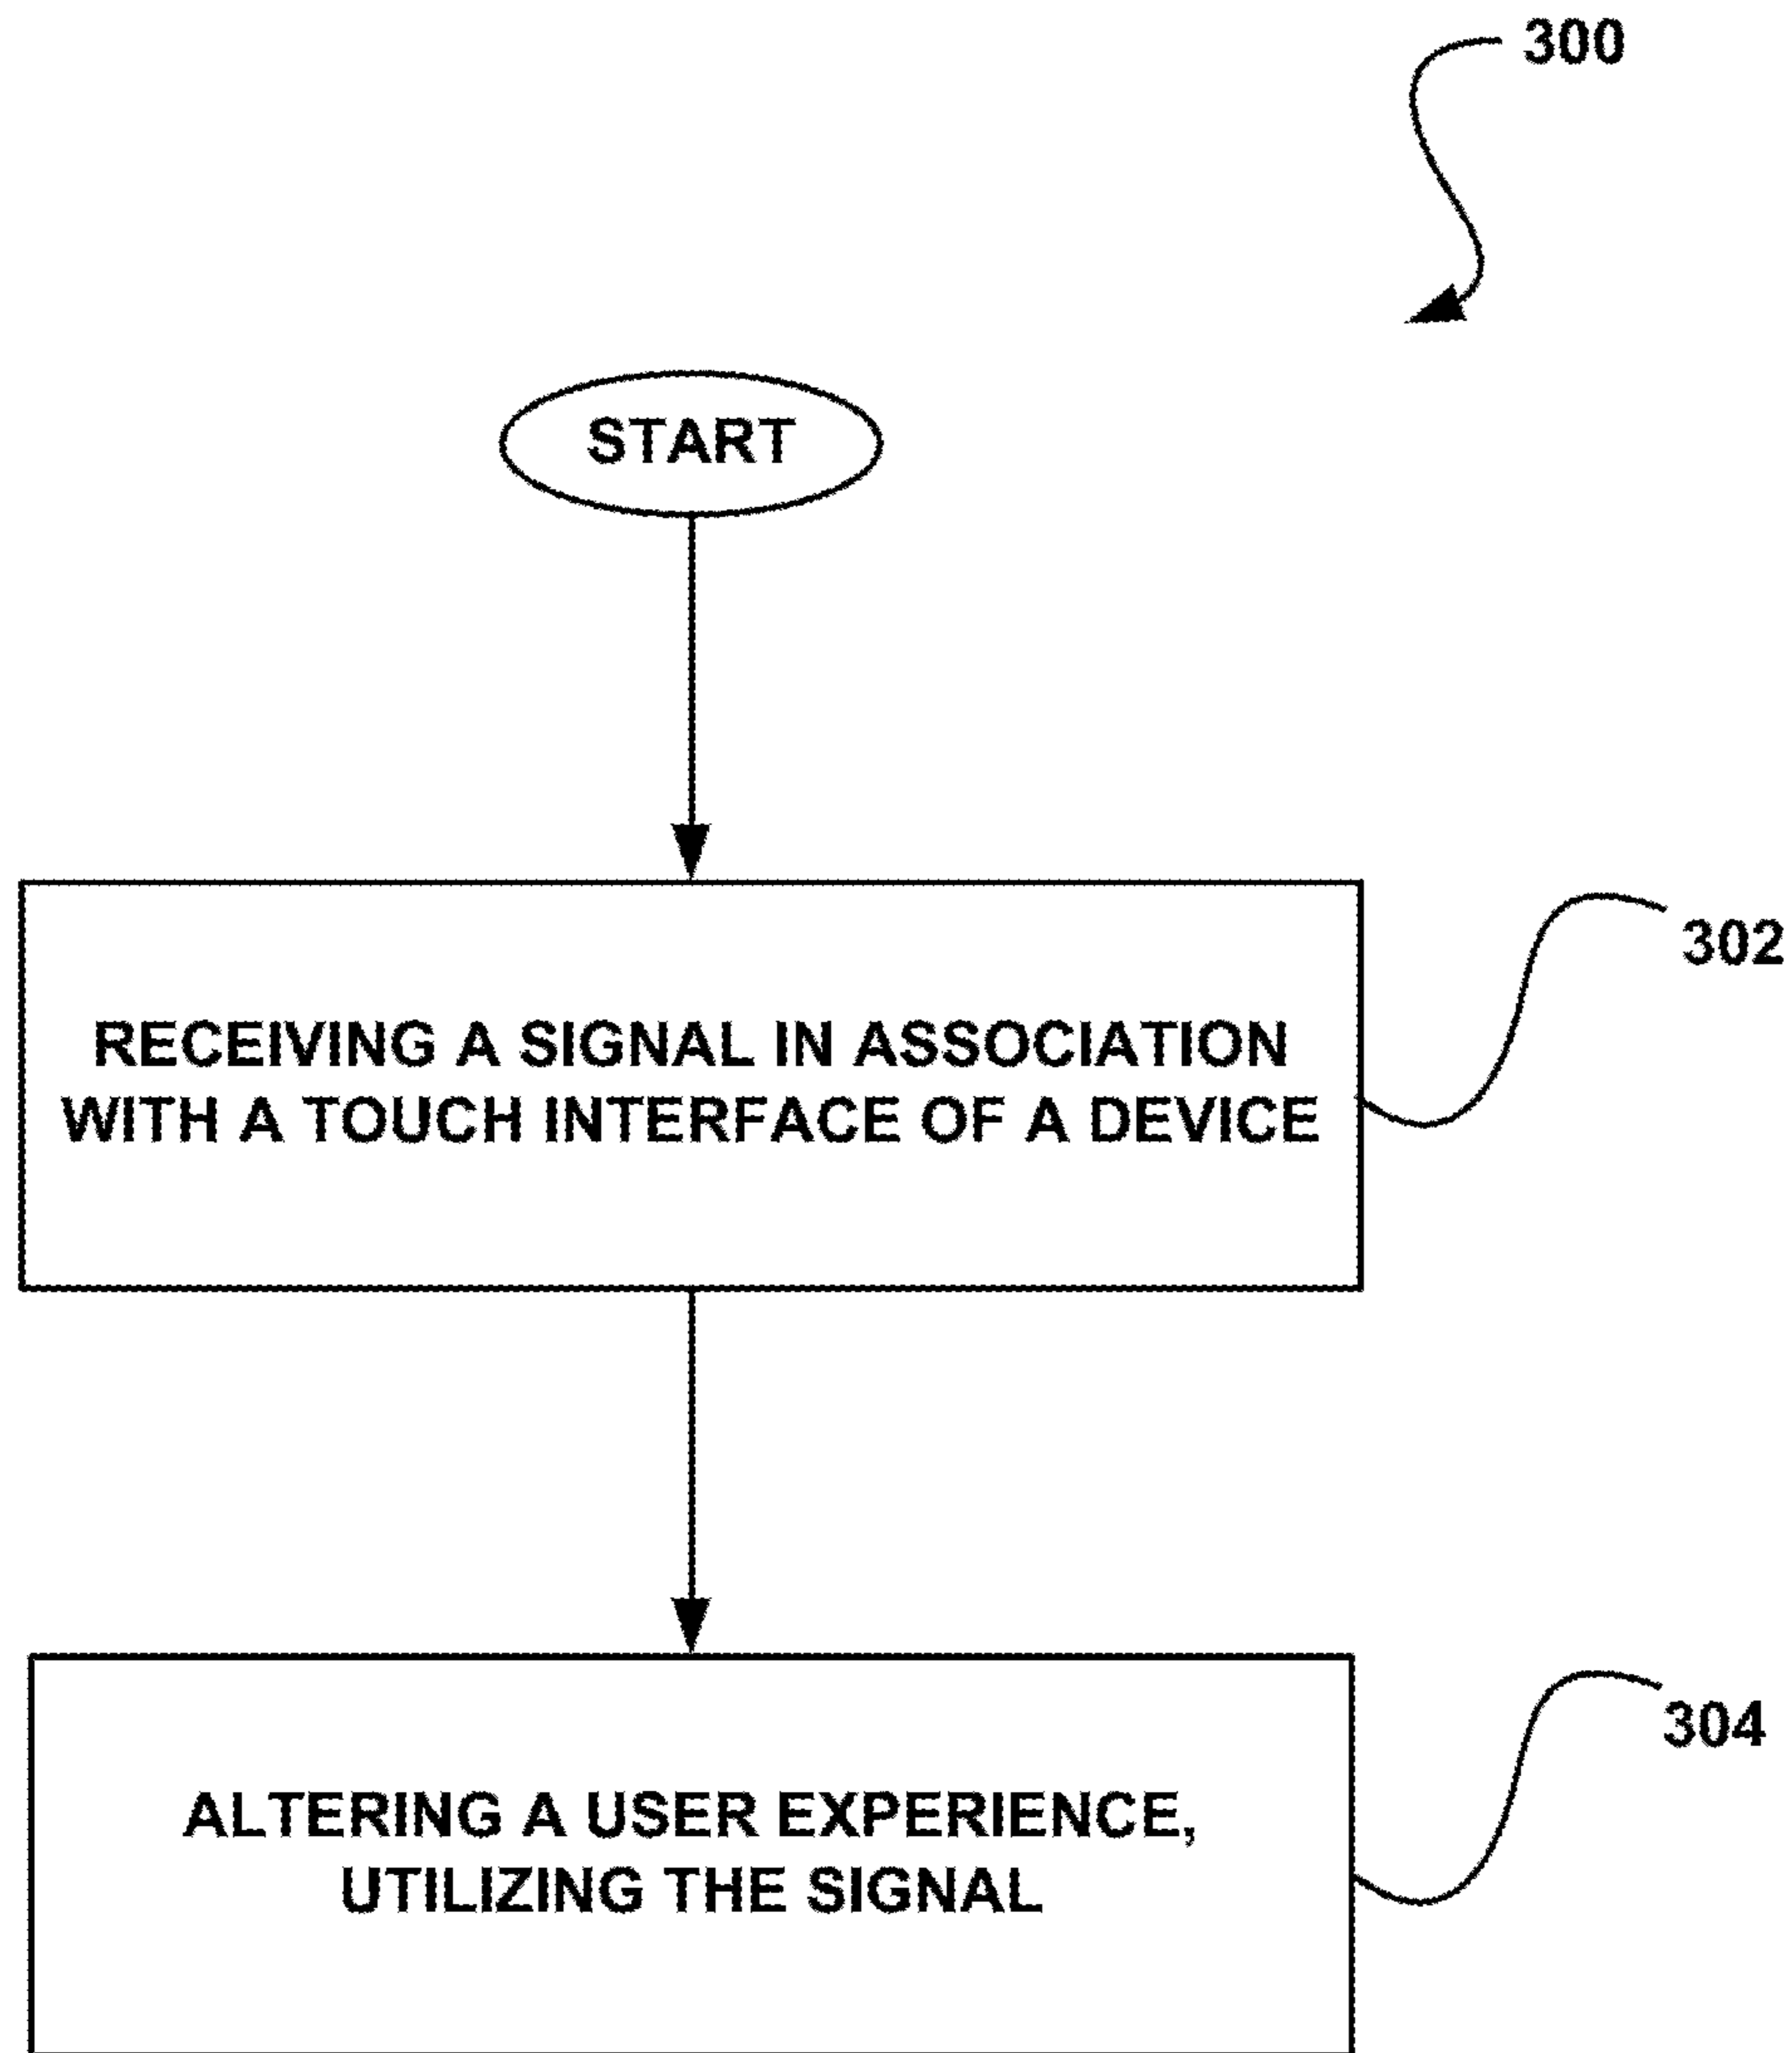 300
START
302
RECEIVING A SIGNAL IN ASSOCIATION
WITH A TOUCH INTERFACE OF A DEVICE
304
ALTERING A USER EXPERIENCE,
UTILIZING THE SIGNAL